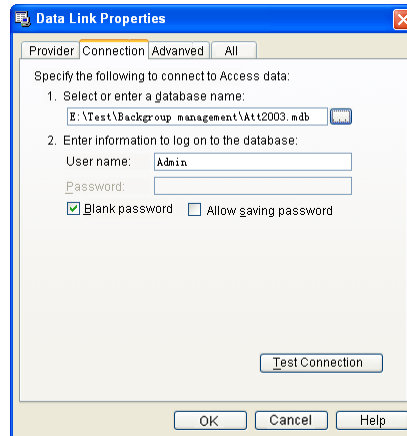 Data Link Properties
Provider Connection Advanved All
Specify the following to connect to Access data:
1. Select or enter a database name:
E:\Test\Backgroup management\Att2003.mdb ...
2. Enter information to log on to the database:
User name: Admin
Password:
Blank password Allow saving password
Test Connection
OK Cancel Help